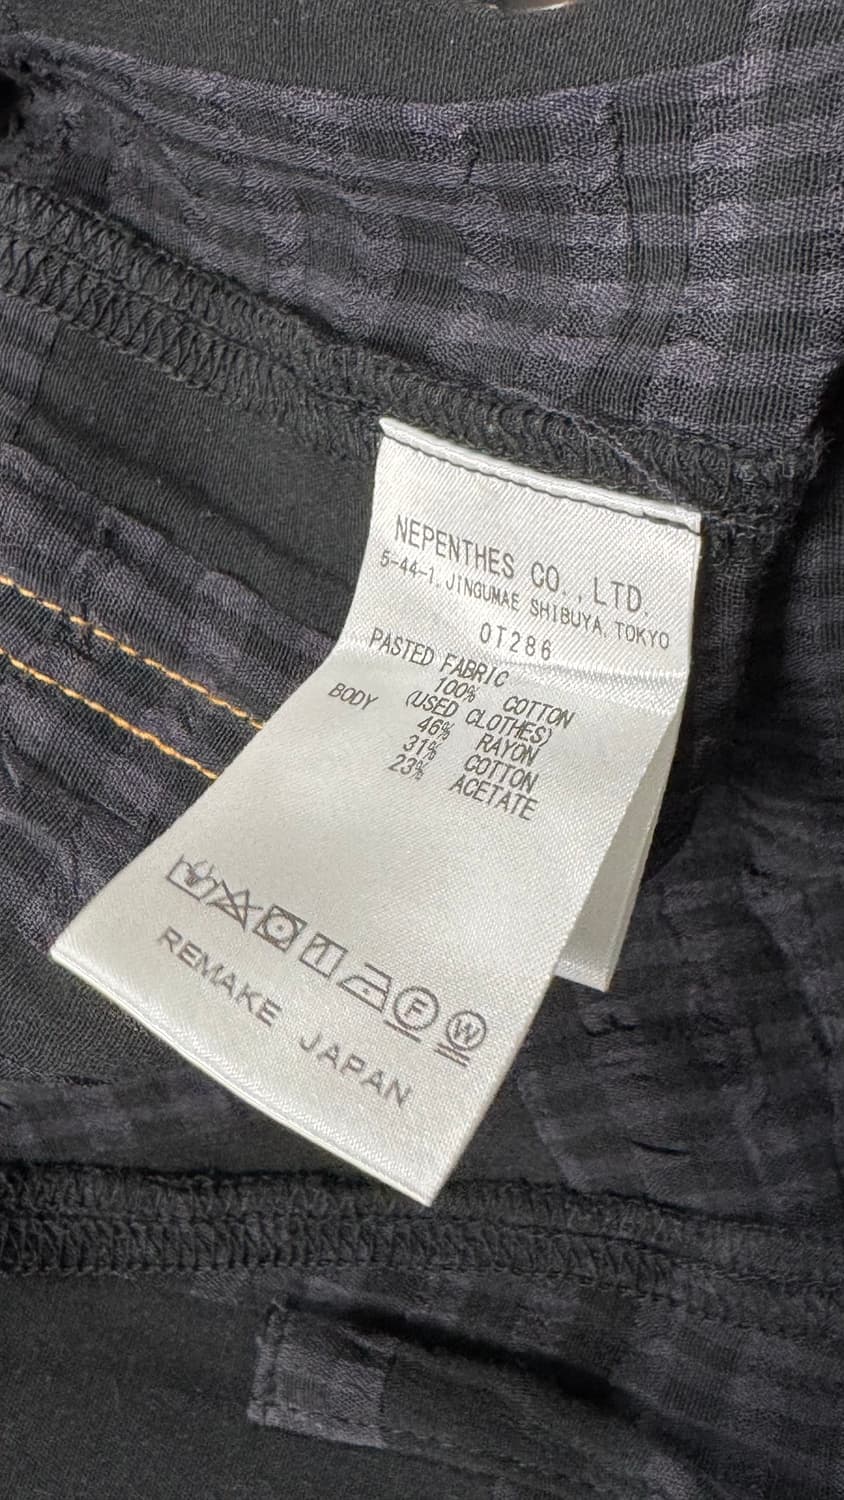 NEPENTHES CO.,LTD.
5-44-1, JINGUMAE SHIBUYA, TOKYO
OT286
PASTED FABRIC
100% COTTON
(USED CLOTHES)
BODY 46% RAYON
31% COTTON
23% ACETATE
F W
REMAKE JAPAN